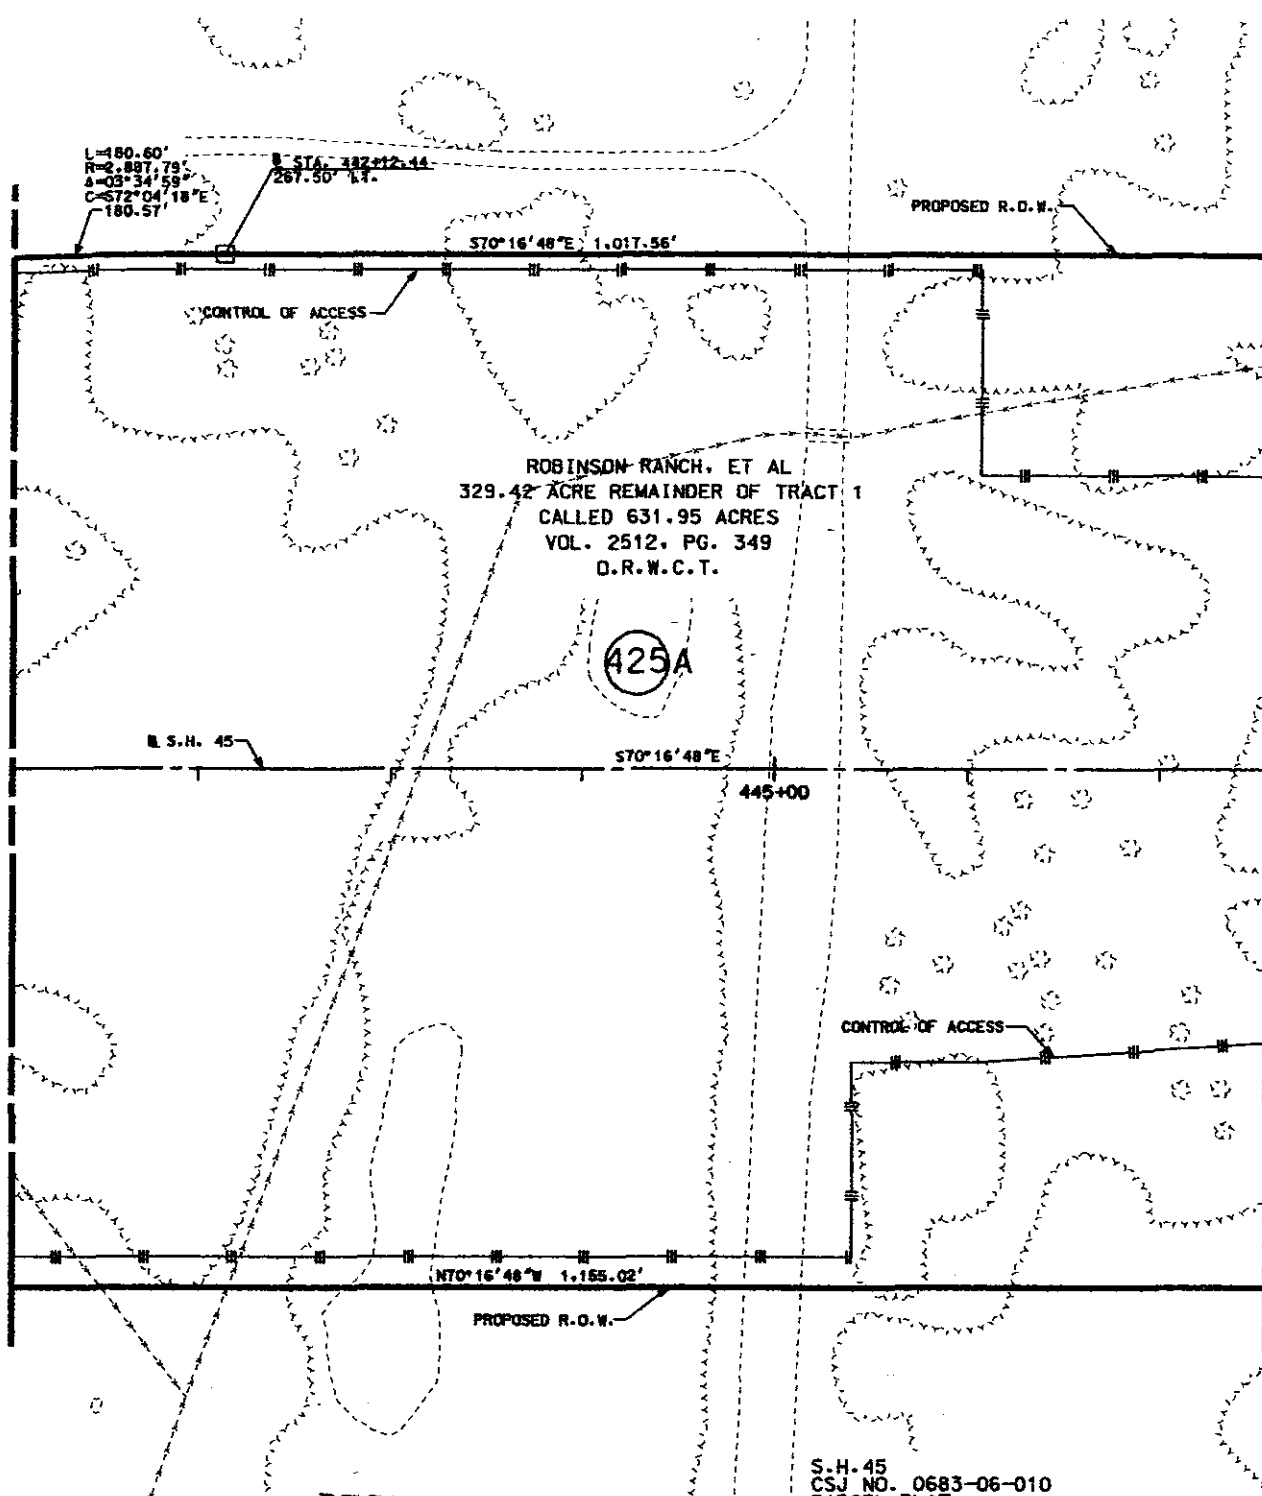 L=180.60'
R=2,887.79'
Δ=03°34'59"
C=S72°04'18"E
180.57'
STA. 442+12.44
267.50' LT.
PROPOSED R.O.W.
S70°16'48"E 1,017.56'
CONTROL OF ACCESS
ROBINSON RANCH, ET AL
329.42 ACRE REMAINDER OF TRACT 1
CALLED 631.95 ACRES
VOL. 2512, PG. 349
O.R.W.C.T.
425A
S.H. 45
S70°16'48"E
445+00
CONTROL OF ACCESS
N70°16'48"W 1,155.02'
PROPOSED R.O.W.
S.H.45
CSJ NO. 0683-06-010